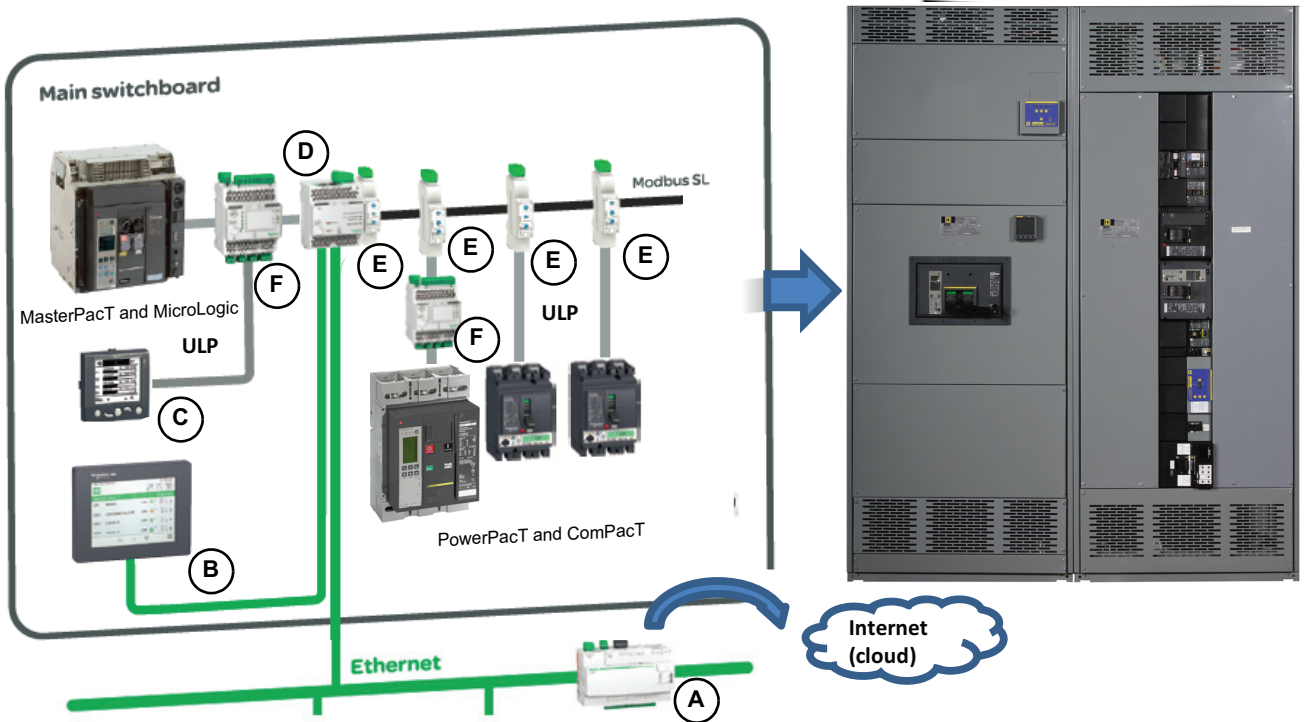 Main switchboard
D
Modbus SL
E
E
E
E
F
MasterPacT and MicroLogic
ULP
ULP
F
C
PowerPacT and ComPacT
B
Internet
(cloud)
Ethernet
A